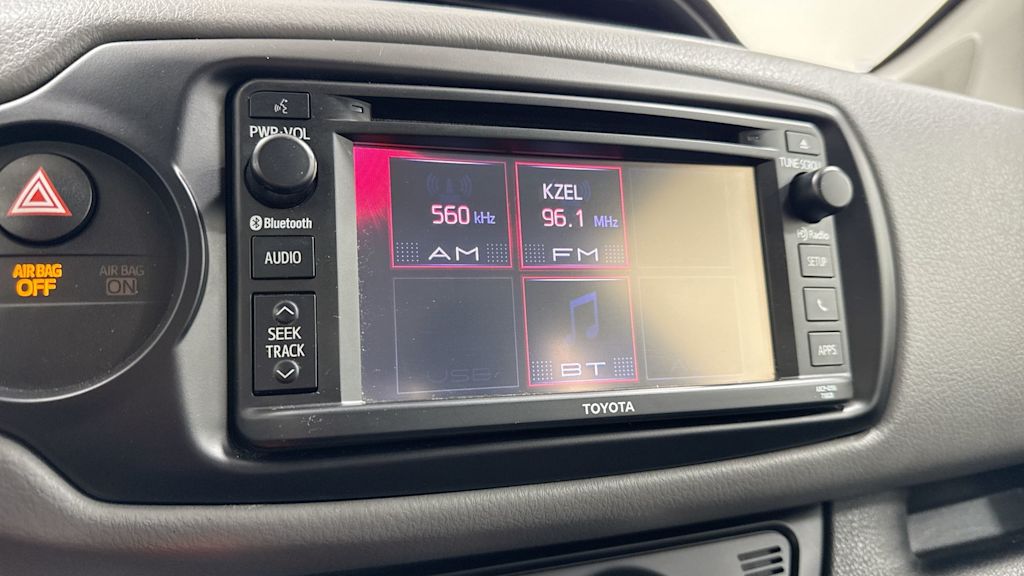 PWR·VOL
Bluetooth
AUDIO
SEEK
TRACK
AIR BAG
OFF
AIR BAG
ON
560 kHz
AM
KZEL
96.1 MHz
FM
USB
BT
TUNE·SCROLL
HD Radio
SETUP
APPS
TOYOTA